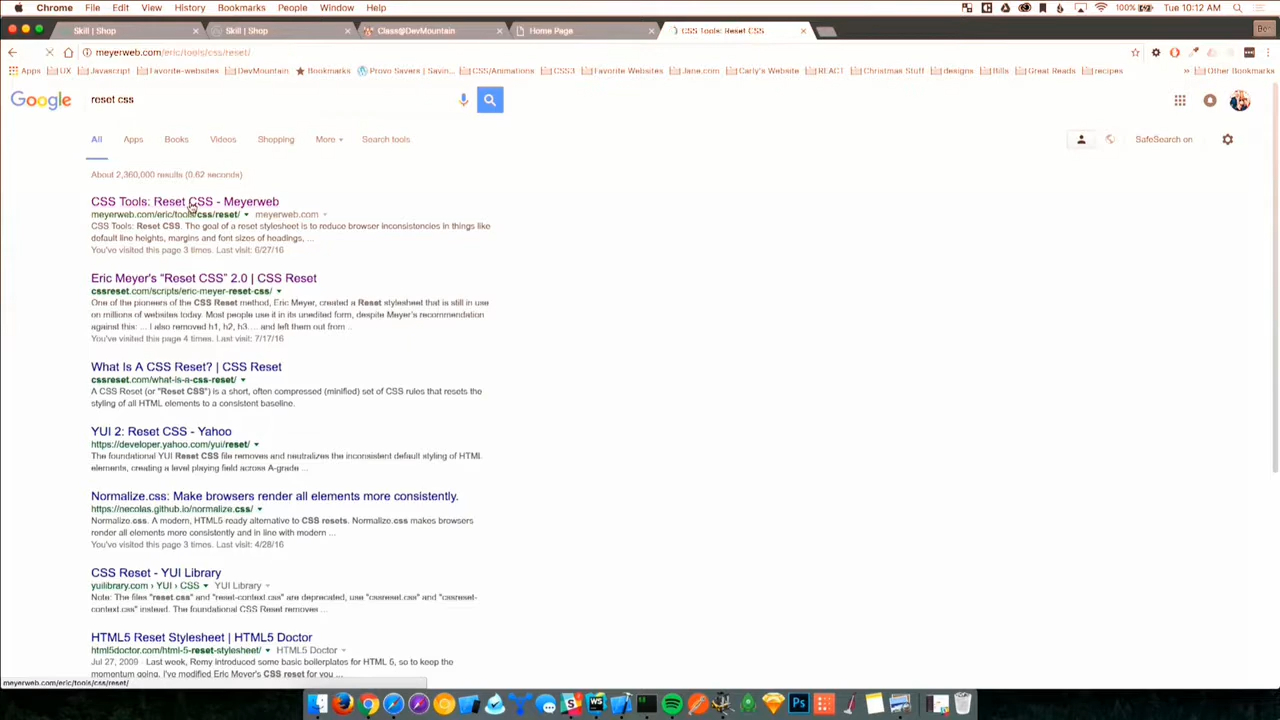 Chrome File Edit View History Bookmarks People Window Help 100% Tue 10:12 AM
Skill | Shop Skill | Shop Class@DevMountain Home Page CSS Tools: Reset CSS Ben
meyerweb.com/eric/tools/css/reset/
Apps UX Javascript Favorite-websites DevMountain Bookmarks Provo Savers | Savin... CSS/Animations CSS3 Favorite Websites Jane.com Carly's Website REACT Christmas Stuff designs Bills Great Reads recipes » Other Bookmarks
Google reset css
All Apps Books Videos Shopping More Search tools SafeSearch on
About 2,360,000 results (0.62 seconds)
CSS Tools: Reset CSS - Meyerweb
meyerweb.com/eric/tools/css/reset/ meyerweb.com
CSS Tools: Reset CSS. The goal of a reset stylesheet is to reduce browser inconsistencies in things like
default line heights, margins and font sizes of headings, ...
You've visited this page 3 times. Last visit: 6/27/16
Eric Meyer's “Reset CSS” 2.0 | CSS Reset
cssreset.com/scripts/eric-meyer-reset-css/
One of the pioneers of the CSS Reset method, Eric Meyer, created a Reset stylesheet that is still in use
on millions of websites today. Most people use it in its unedited form, despite Meyer's recommendation
against this: ... I also removed h1, h2, h3.... and left them out from ..
You've visited this page 4 times. Last visit: 7/17/16
What Is A CSS Reset? | CSS Reset
cssreset.com/what-is-a-css-reset/
A CSS Reset (or "Reset CSS") is a short, often compressed (minified) set of CSS rules that resets the
styling of all HTML elements to a consistent baseline.
YUI 2: Reset CSS - Yahoo
https://developer.yahoo.com/yui/reset/
The foundational YUI Reset CSS file removes and neutralizes the inconsistent default styling of HTML
elements, creating a level playing field across A-grade ...
Normalize.css: Make browsers render all elements more consistently.
https://necolas.github.io/normalize.css/
Normalize.css. A modern, HTML5 ready alternative to CSS resets. Normalize.css makes browsers
render all elements more consistently and in line with modern ...
You've visited this page 3 times. Last visit: 4/28/16
CSS Reset - YUI Library
yuilibrary.com › YUI › CSS YUI Library
Note: The files "reset.css" and "reset-context.css" are deprecated, use "cssreset.css" and "cssreset-
context.css" instead. The foundational CSS Reset removes ...
HTML5 Reset Stylesheet | HTML5 Doctor
html5doctor.com/html-5-reset-stylesheet/ HTML5 Doctor
Jul 27, 2009 - Last week, Remy introduced some basic boilerplates for HTML 5, so to keep the
momentum going. I've modified Eric Meyer's CSS reset for you ...
meyerweb.com/eric/tools/css/reset/
WS Ps